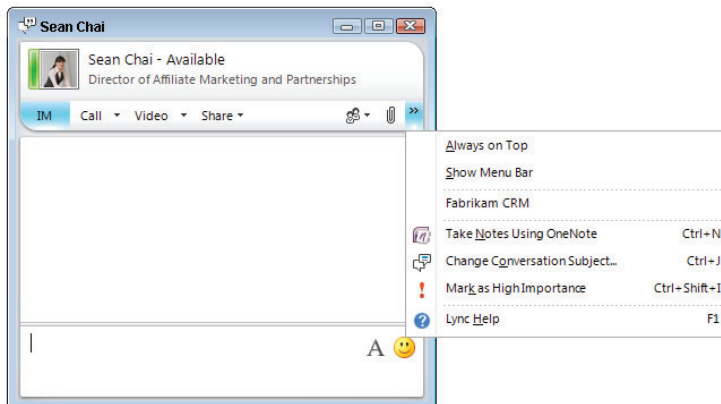 Sean Chai
Sean Chai - Available
Director of Affiliate Marketing and Partnerships
IM Call Video Share
Always on Top
Show Menu Bar
Fabrikam CRM
Take Notes Using OneNote Ctrl+N
Change Conversation Subject... Ctrl+J
Mark as High Importance Ctrl+Shift+I
Lync Help F1
A